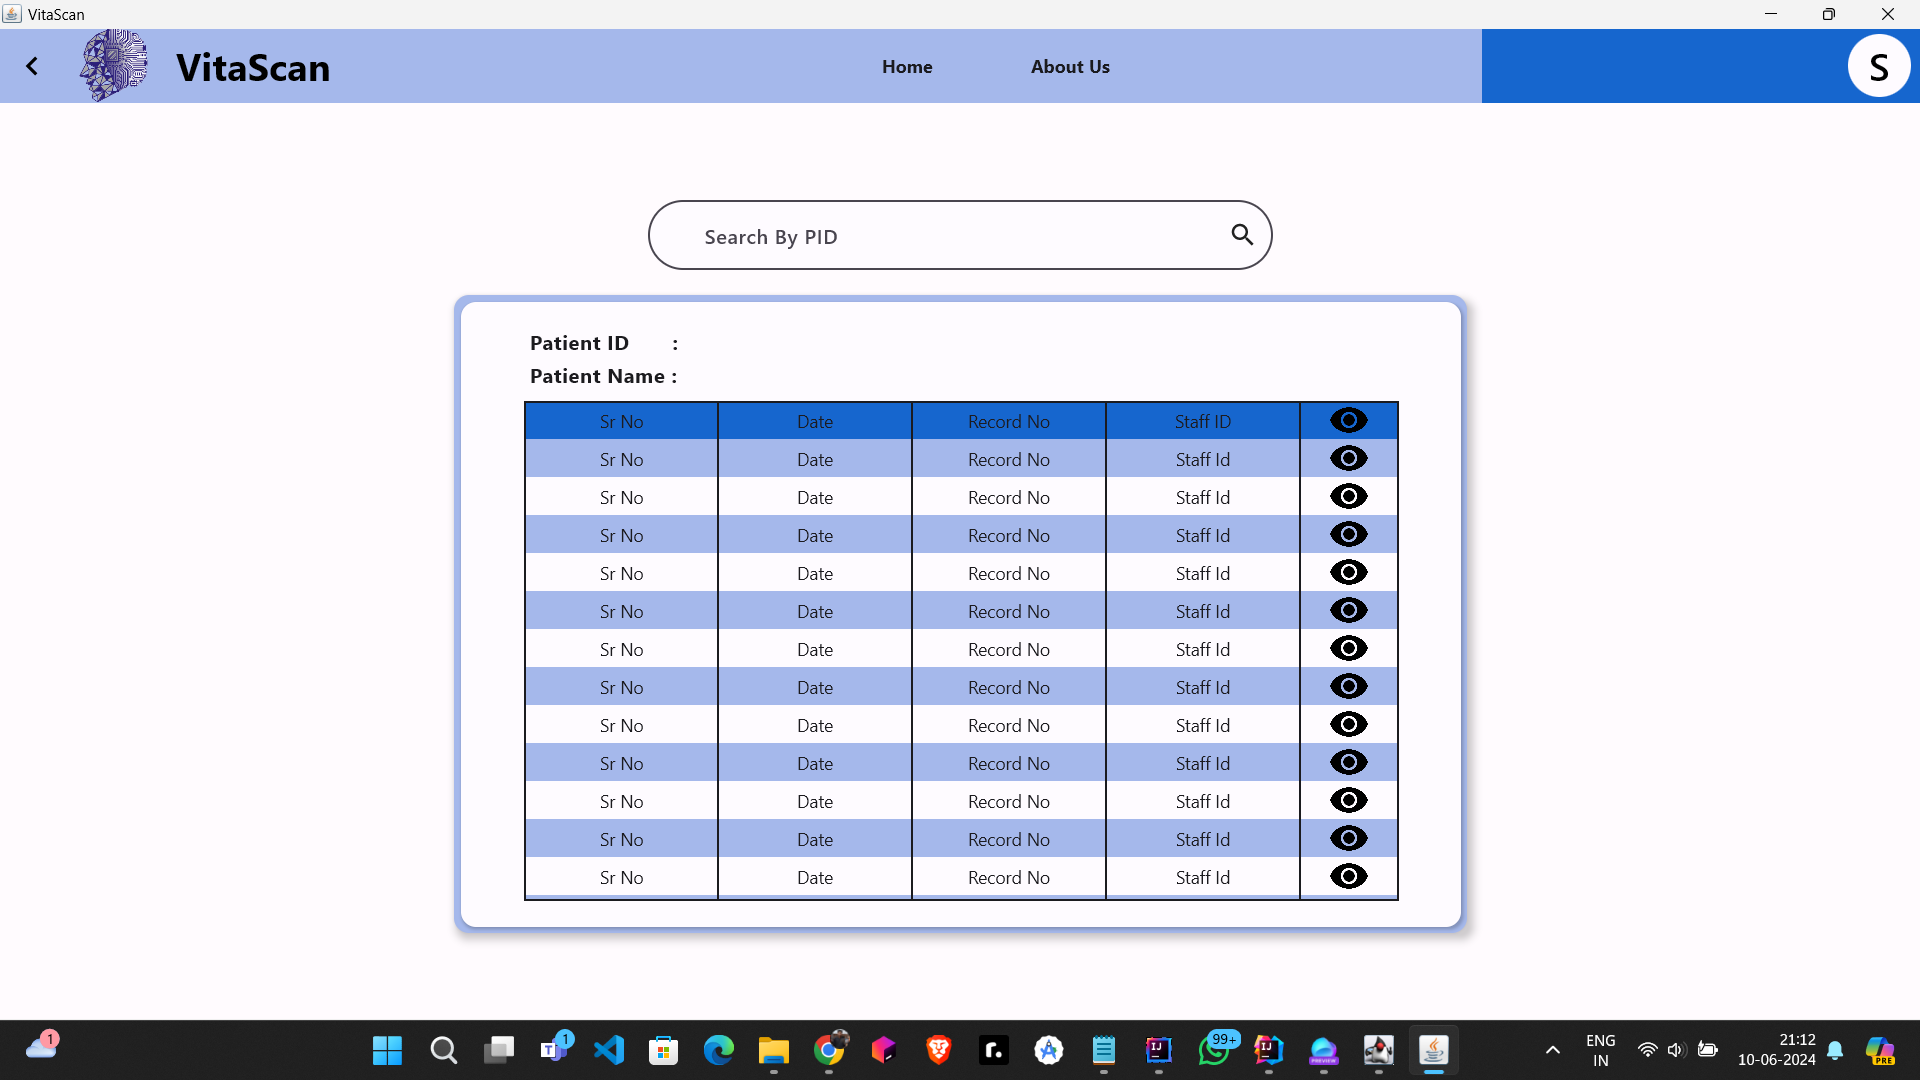 VitaScan
VitaScan Home About Us S
Search By PID
Patient ID :
Patient Name :
Sr No Date Record No Staff ID
Sr No Date Record No Staff Id
Sr No Date Record No Staff Id
Sr No Date Record No Staff Id
Sr No Date Record No Staff Id
Sr No Date Record No Staff Id
Sr No Date Record No Staff Id
Sr No Date Record No Staff Id
Sr No Date Record No Staff Id
Sr No Date Record No Staff Id
Sr No Date Record No Staff Id
Sr No Date Record No Staff Id
Sr No Date Record No Staff Id
1 1 T r. IJ 99+ IJ PREVIEW ENG 21:12 PRE
IN 10-06-2024